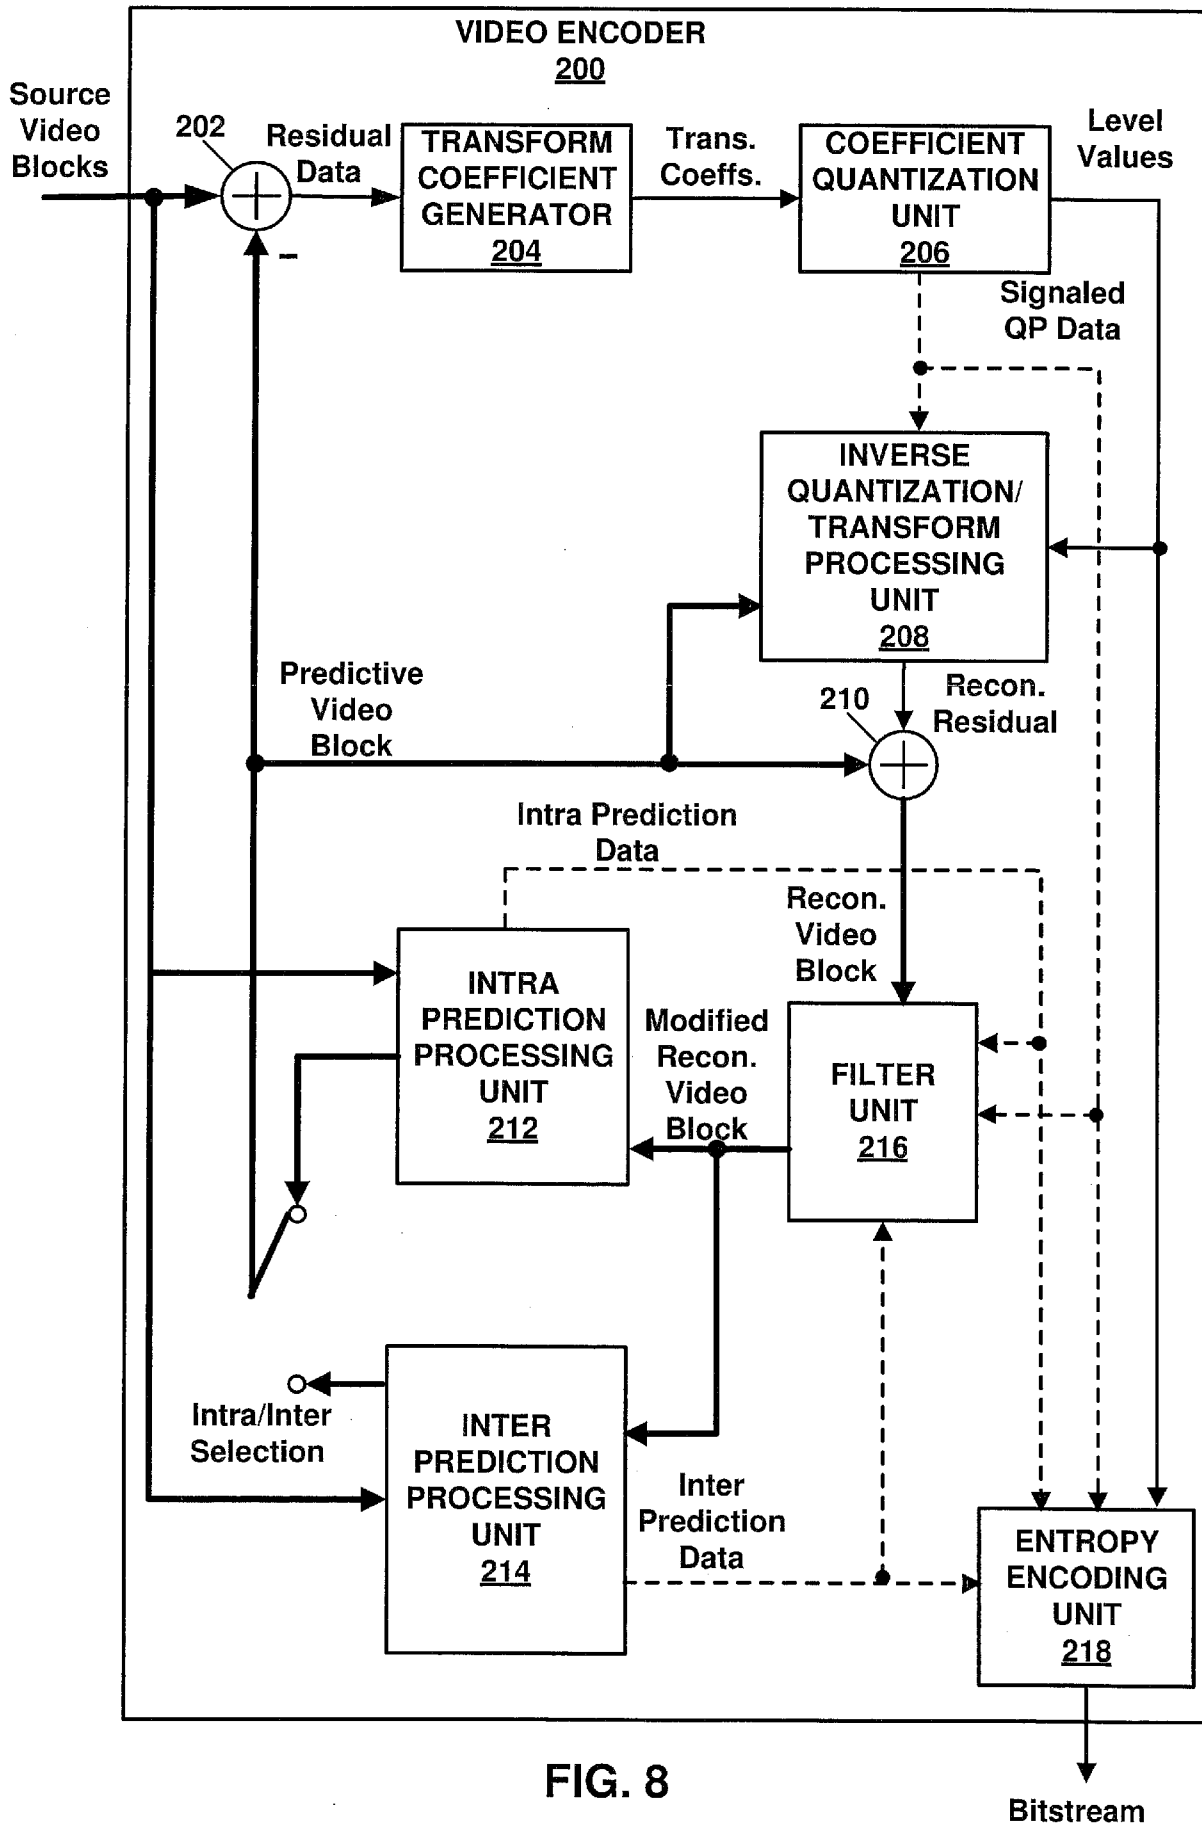 VIDEO ENCODER
200
Source
Video
Blocks
202
Residual
Data
TRANSFORM
COEFFICIENT
GENERATOR
204
Trans.
Coeffs.
COEFFICIENT
QUANTIZATION
UNIT
206
Level
Values
-
Signaled
QP Data
INVERSE
QUANTIZATION/
TRANSFORM
PROCESSING
UNIT
208
Predictive
Video
Block
210
Recon.
Residual
Intra Prediction
Data
Recon.
Video
Block
INTRA
PREDICTION
PROCESSING
UNIT
212
Modified
Recon.
Video
Block
FILTER
UNIT
216
Intra/Inter
Selection
INTER
PREDICTION
PROCESSING
UNIT
214
Inter
Prediction
Data
ENTROPY
ENCODING
UNIT
218
FIG. 8
Bitstream